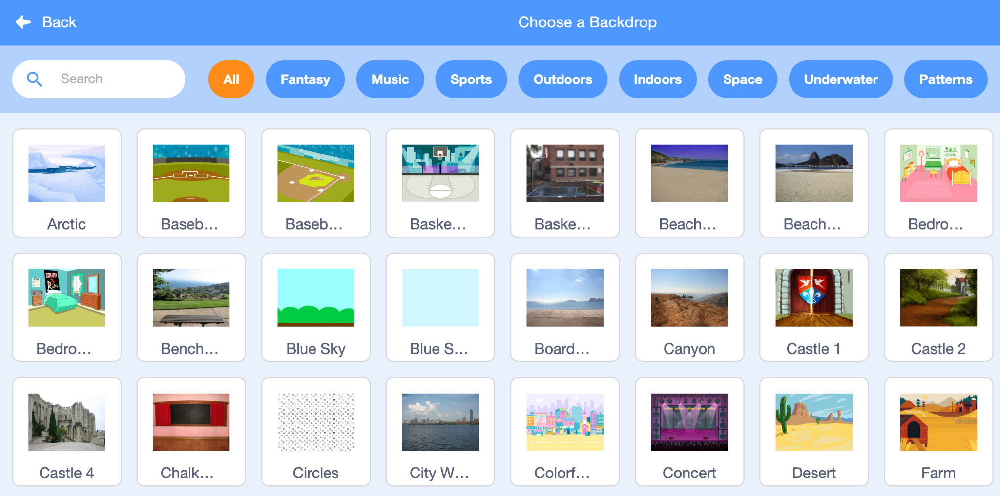 Back
Choose a Backdrop
Search
All
Fantasy
Music
Sports
Outdoors
Indoors
Space
Underwater
Patterns
Arctic
Baseb...
Baseb...
Baske...
Baske...
Beach...
Beach...
Bedro...
SCRATCH
Rocks
Bedro...
Bench...
Blue Sky
Blue S...
Board...
Canyon
Castle 1
Castle 2
Castle 4
Chalk...
Circles
City W...
Colorf...
Concert
Desert
Farm